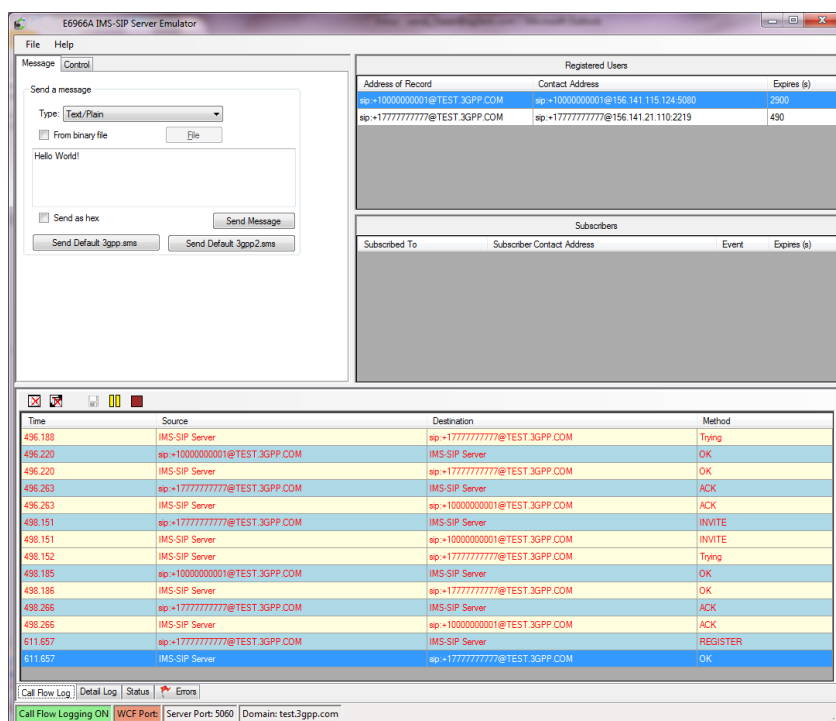 E6966A IMS-SIP Server Emulator
File Help
Message Control
Send a message
Type: Text/Plain
From binary file File
Hello World!
Send as hex Send Message
Send Default 3gpp.sms Send Default 3gpp2.sms
Registered Users
Address of Record Contact Address Expires (s)
sip:+10000000001@TEST.3GPP.COM sip:+10000000001@156.141.115.124:5080 2900
sip:+17777777777@TEST.3GPP.COM sip:+17777777777@156.141.21.110:2219 490
Subscribers
Subscribed To Subscriber Contact Address Event Expires (s)
Time Source Destination Method
496.188 IMS-SIP Server sip:+17777777777@TEST.3GPP.COM Trying
496.220 sip:+10000000001@TEST.3GPP.COM IMS-SIP Server OK
496.220 IMS-SIP Server sip:+17777777777@TEST.3GPP.COM OK
496.263 sip:+17777777777@TEST.3GPP.COM IMS-SIP Server ACK
496.263 IMS-SIP Server sip:+10000000001@TEST.3GPP.COM ACK
498.151 sip:+17777777777@TEST.3GPP.COM IMS-SIP Server INVITE
498.151 IMS-SIP Server sip:+10000000001@TEST.3GPP.COM INVITE
498.152 IMS-SIP Server sip:+17777777777@TEST.3GPP.COM Trying
498.185 sip:+10000000001@TEST.3GPP.COM IMS-SIP Server OK
498.186 IMS-SIP Server sip:+17777777777@TEST.3GPP.COM OK
498.266 sip:+17777777777@TEST.3GPP.COM IMS-SIP Server ACK
498.266 IMS-SIP Server sip:+10000000001@TEST.3GPP.COM ACK
611.657 sip:+17777777777@TEST.3GPP.COM IMS-SIP Server REGISTER
611.657 IMS-SIP Server sip:+17777777777@TEST.3GPP.COM OK
Call Flow Log Detail Log Status Errors
Call Flow Logging ON WCF Port: Server Port: 5060 Domain: test.3gpp.com